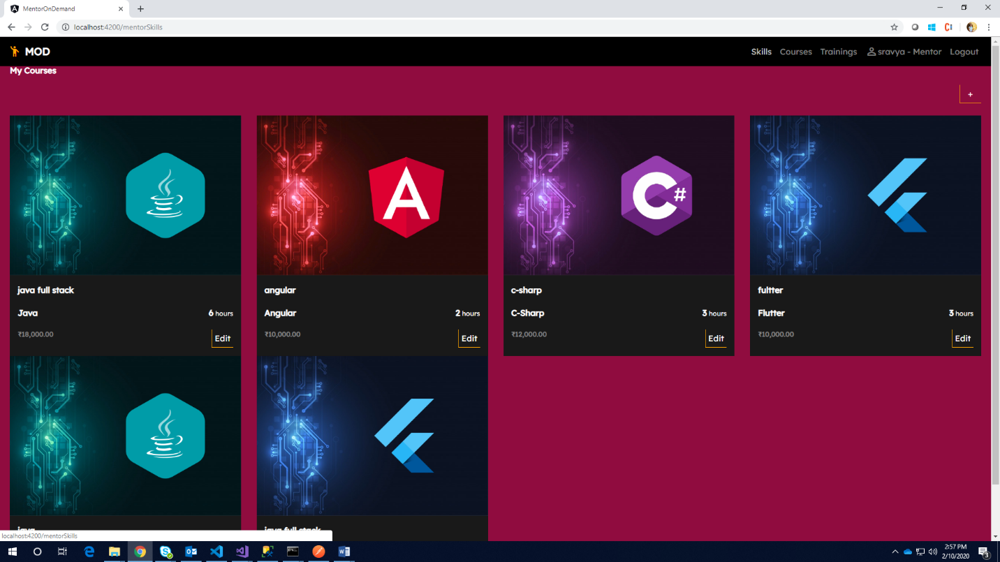 MentorOnDemand
localhost:4200/mentorSkills
MOD
Skills Courses Trainings sravya - Mentor Logout
My Courses
+
C#
java full stack
Java 6 hours
₹18,000.00 Edit
angular
Angular 2 hours
₹10,000.00 Edit
c-sharp
C-Sharp 3 hours
₹12,000.00 Edit
fultter
Flutter 3 hours
₹10,000.00 Edit
java
java full stack
localhost:4200/mentorSkills
2:57 PM
2/10/2020
3